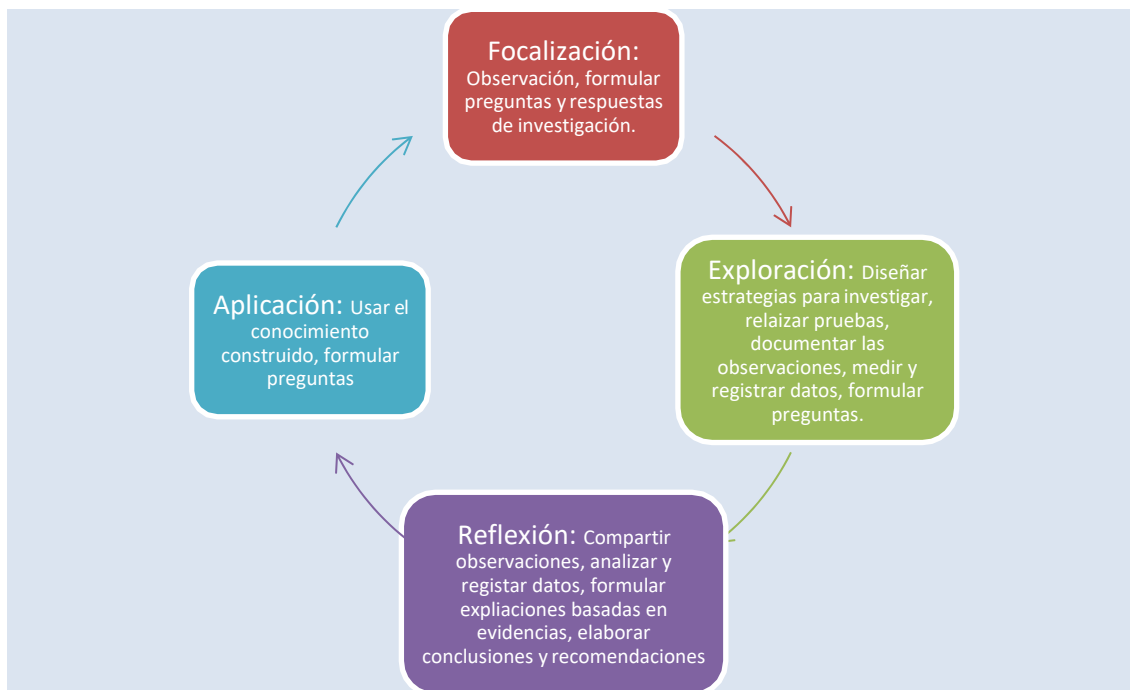 Focalización:
Observación, formular
preguntas y respuestas
de investigación.
Exploración: Diseñar
estrategias para investigar,
relaizar pruebas,
documentar las
observaciones, medir y
registrar datos, formular
preguntas.
Reflexión: Compartir
observaciones, analizar y
registar datos, formular
expliaciones basadas en
evidencias, elaborar
conclusiones y recomendaciones
Aplicación: Usar el
conocimiento
construido, formular
preguntas